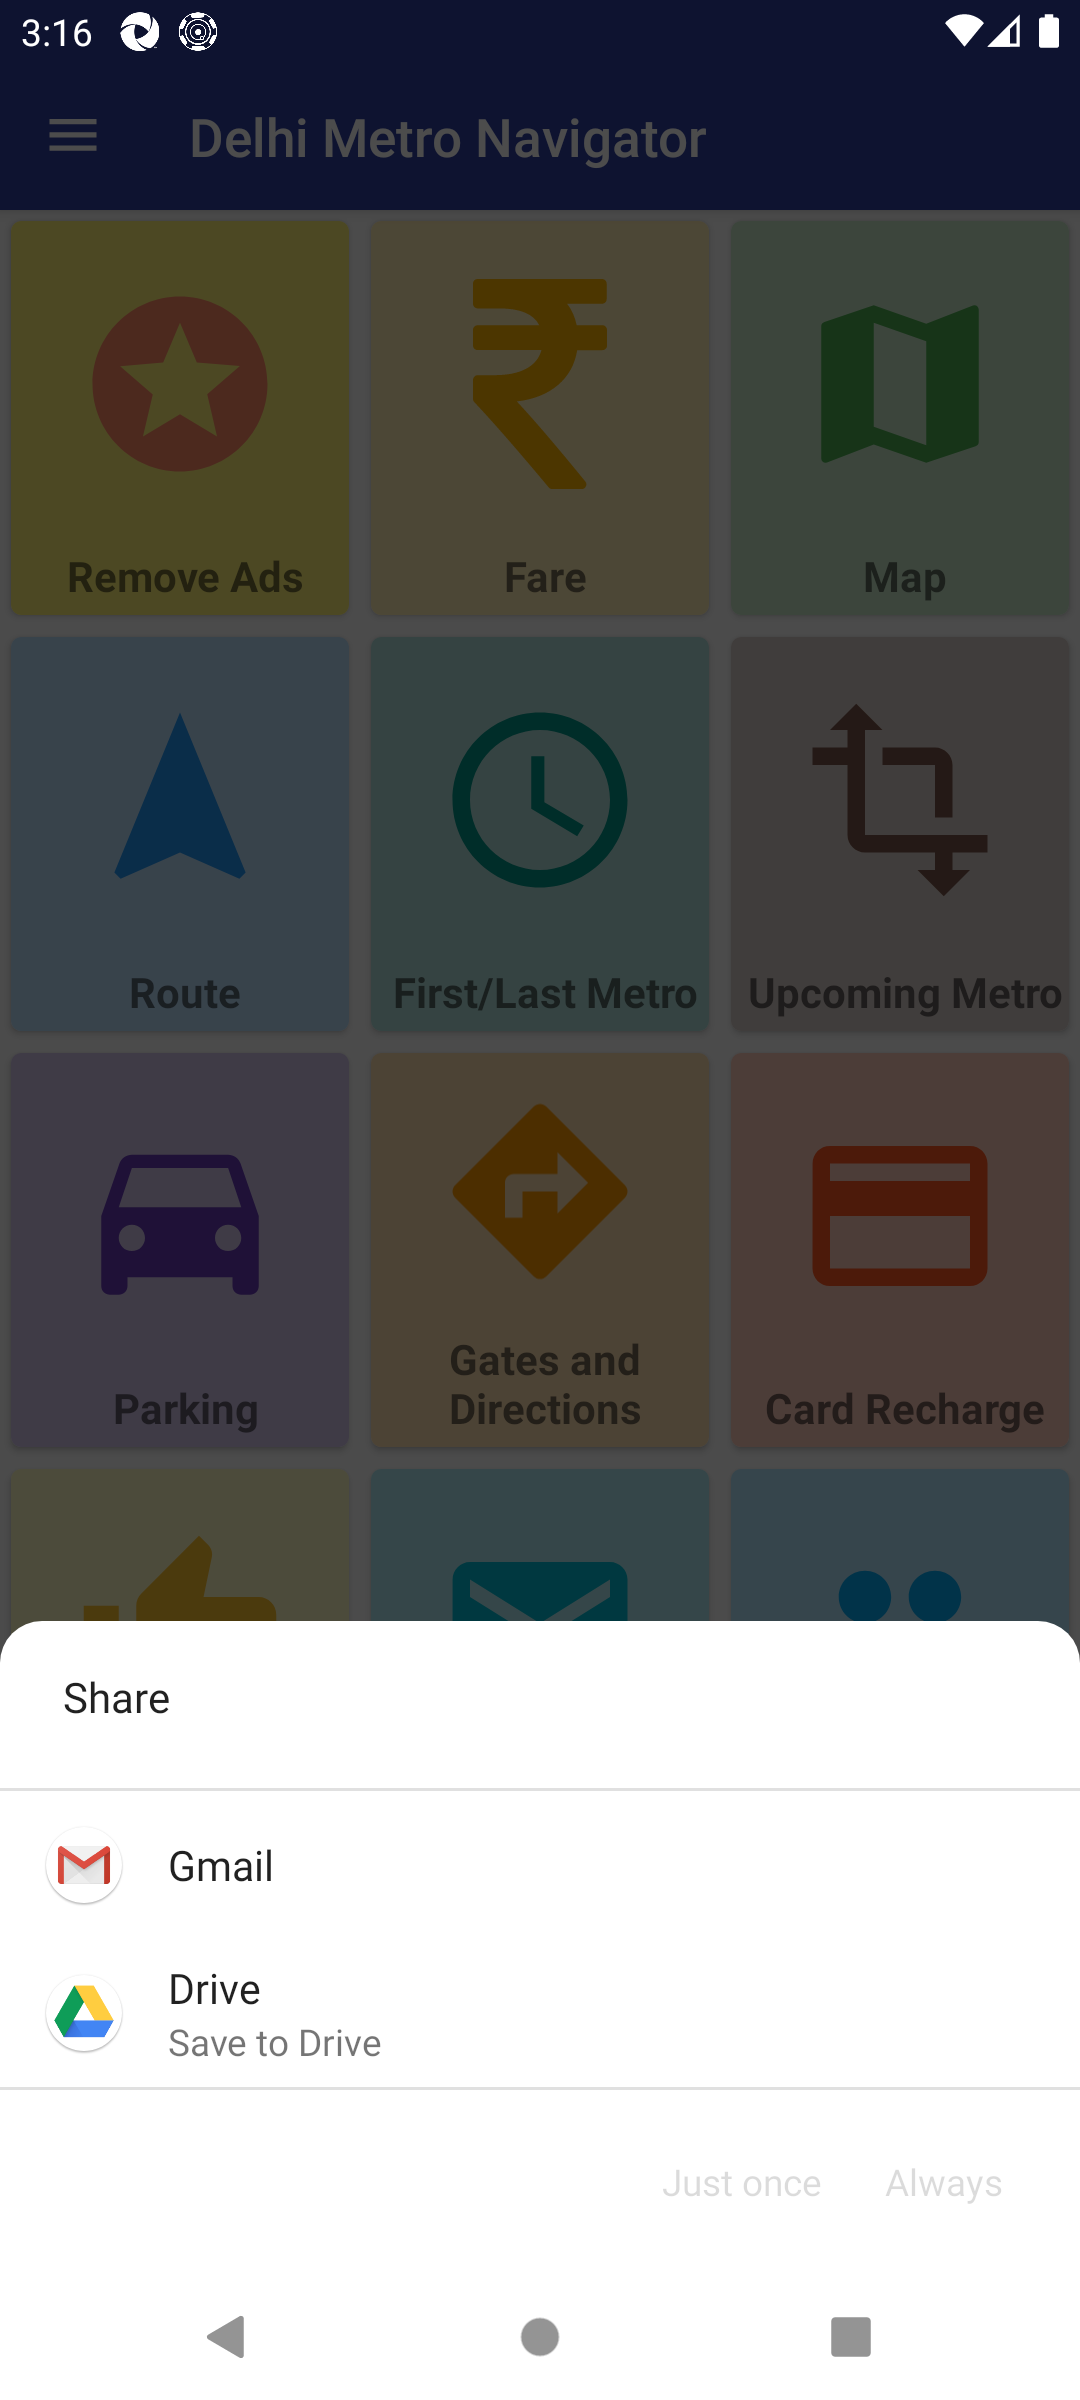 3:16
Delhi Metro Navigator
Remove Ads
Fare
Map
Route
First/Last Metro
Upcoming Metro
Parking
Gates and
Directions
Card Recharge
Share
Gmail
Drive
Save to Drive
Just once
Always